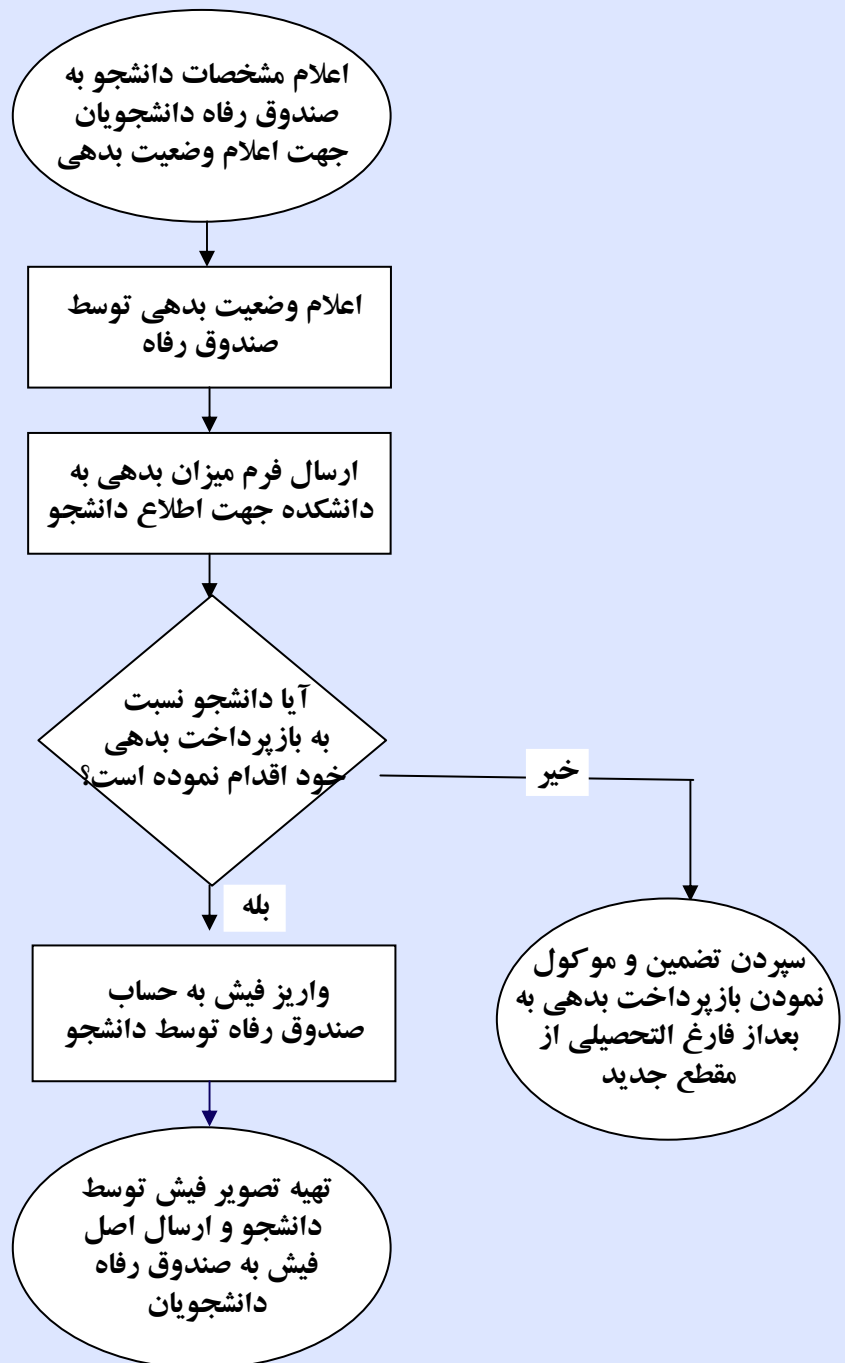 اعلام مشخصات دانشجو به
صندوق رفاه دانشجویان
جهت اعلام وضعیت بدهی
اعلام وضعیت بدهی توسط
صندوق رفاه
ارسال فرم میزان بدهی به
دانشکده جهت اطلاع دانشجو
آیا دانشجو نسبت
به بازپرداخت بدهی
خود اقدام نموده است؟
خیر
بله
سپردن تضمین و موکول
نمودن بازپرداخت بدهی به
بعداز فارغ التحصیلی از
مقطع جدید
واریز فیش به حساب
صندوق رفاه توسط دانشجو
تهیه تصویر فیش توسط
دانشجو و ارسال اصل
فیش به صندوق رفاه
دانشجویان